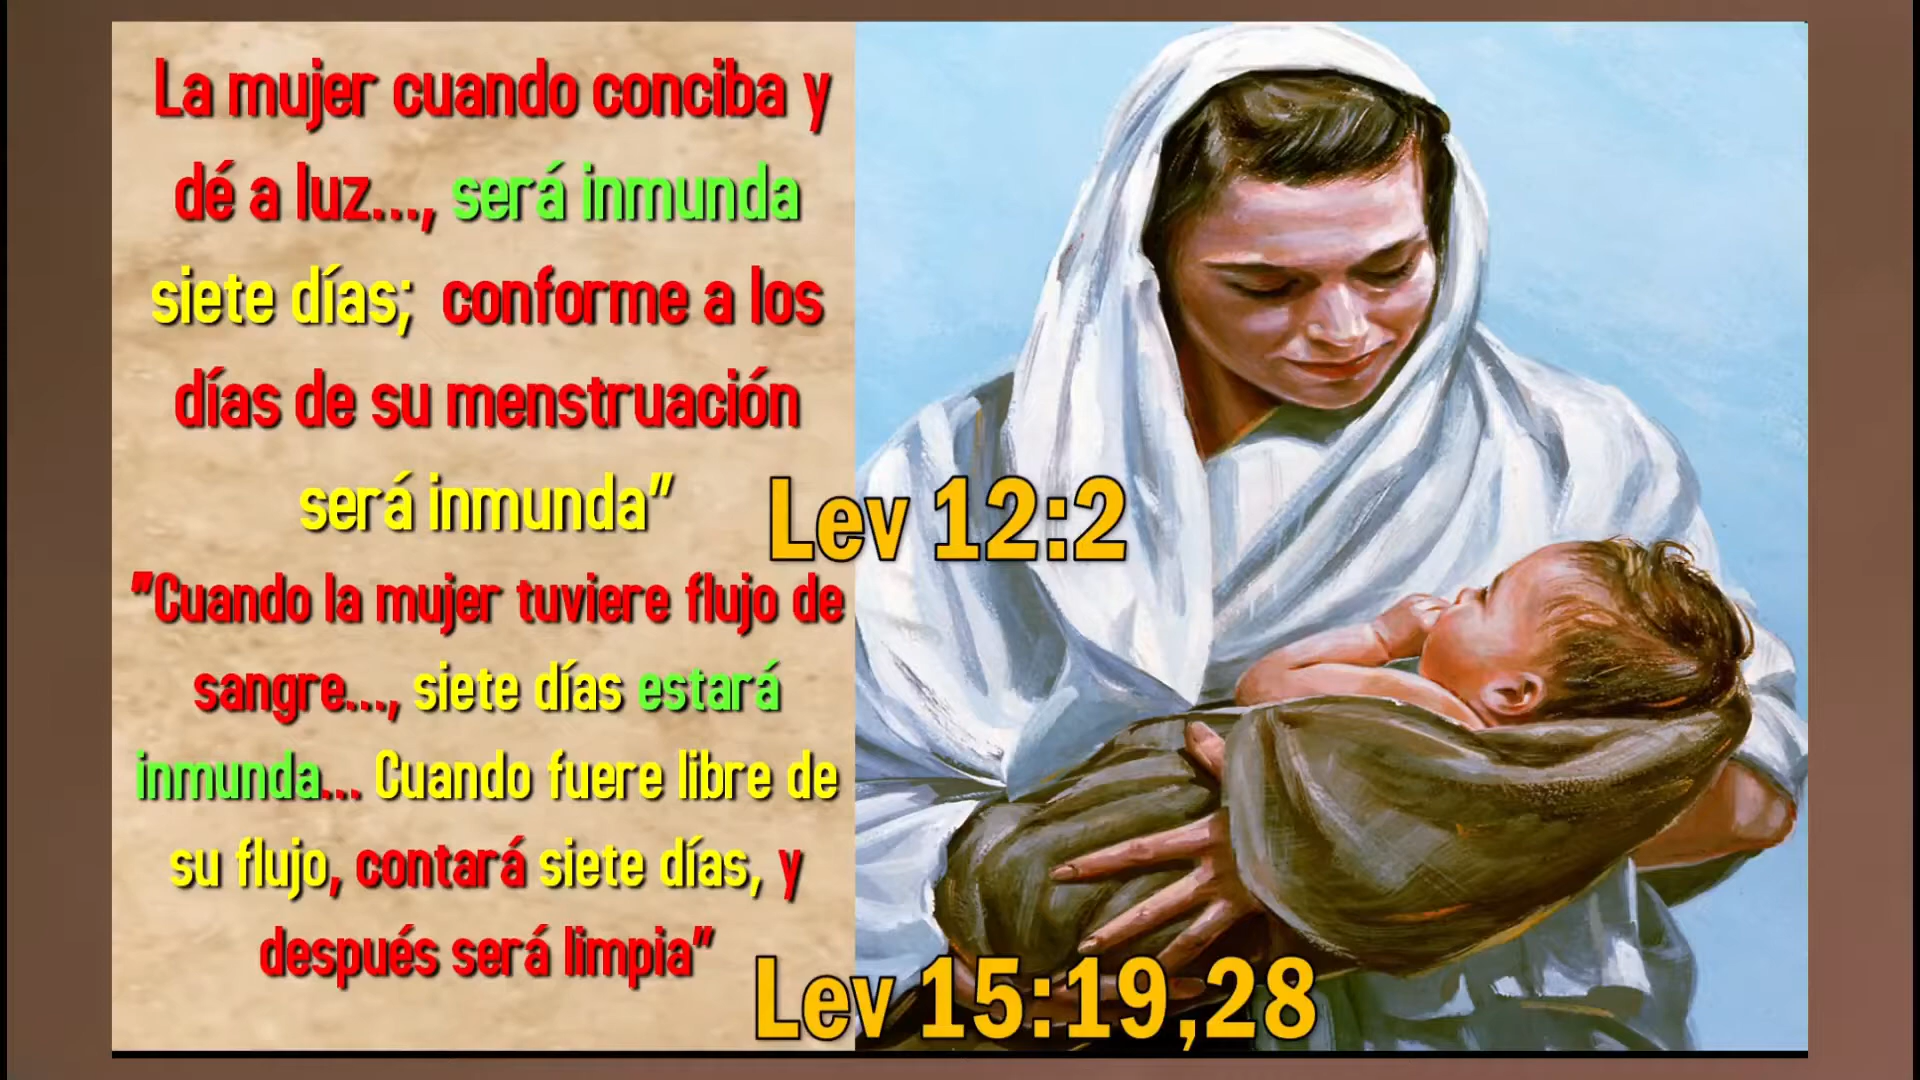 La mujer cuando conciba y
dé a luz..., será inmunda
siete días; conforme a los
días de su menstruación
será inmunda”
Lev 12:2
"Cuando la mujer tuviere flujo de
sangre..., siete días estará
inmunda... Cuando fuere libre de
su flujo, contará siete días, y
después será limpia”
Lev 15:19,28